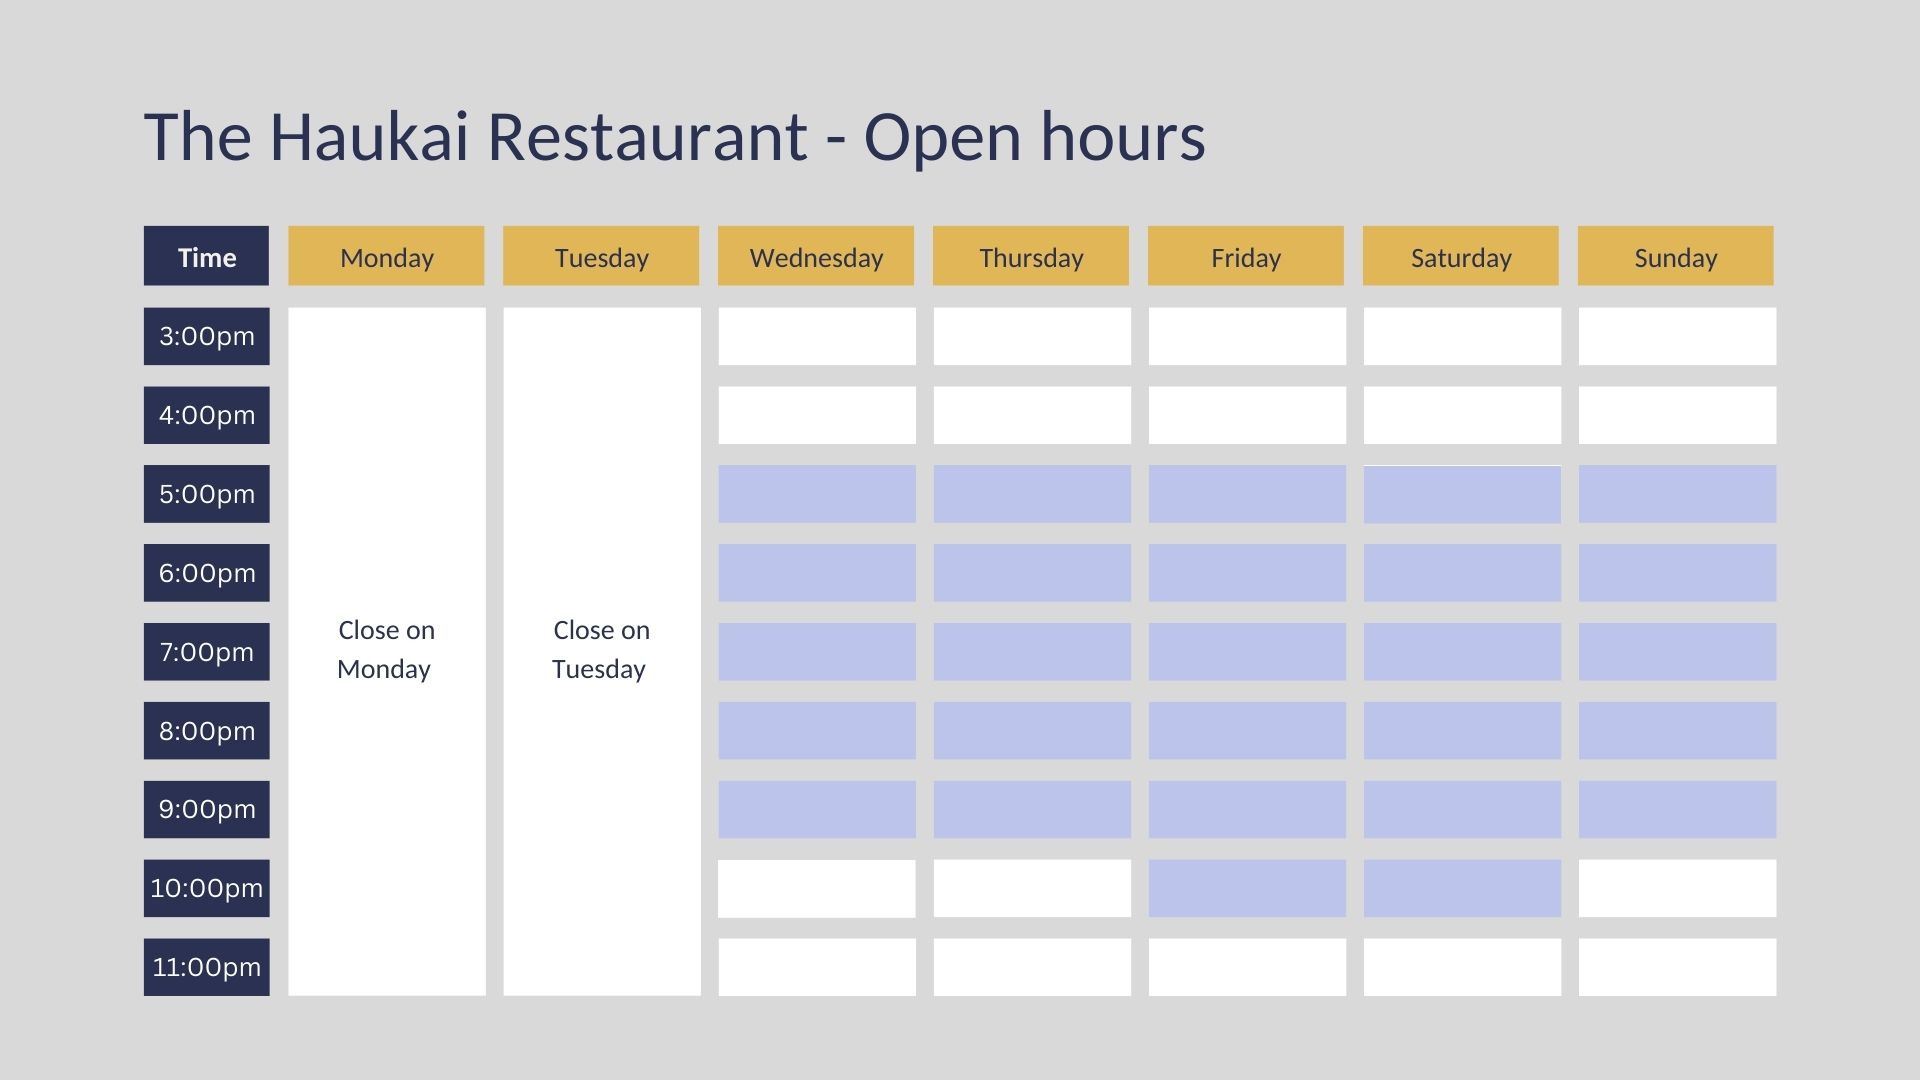 The Haukai Restaurant - Open hours
Time Monday Tuesday Wednesday Thursday Friday Saturday Sunday
3:00pm
4:00pm
5:00pm
6:00pm
7:00pm
8:00pm
9:00pm
10:00pm
11:00pm
Close on
Monday
Close on
Tuesday